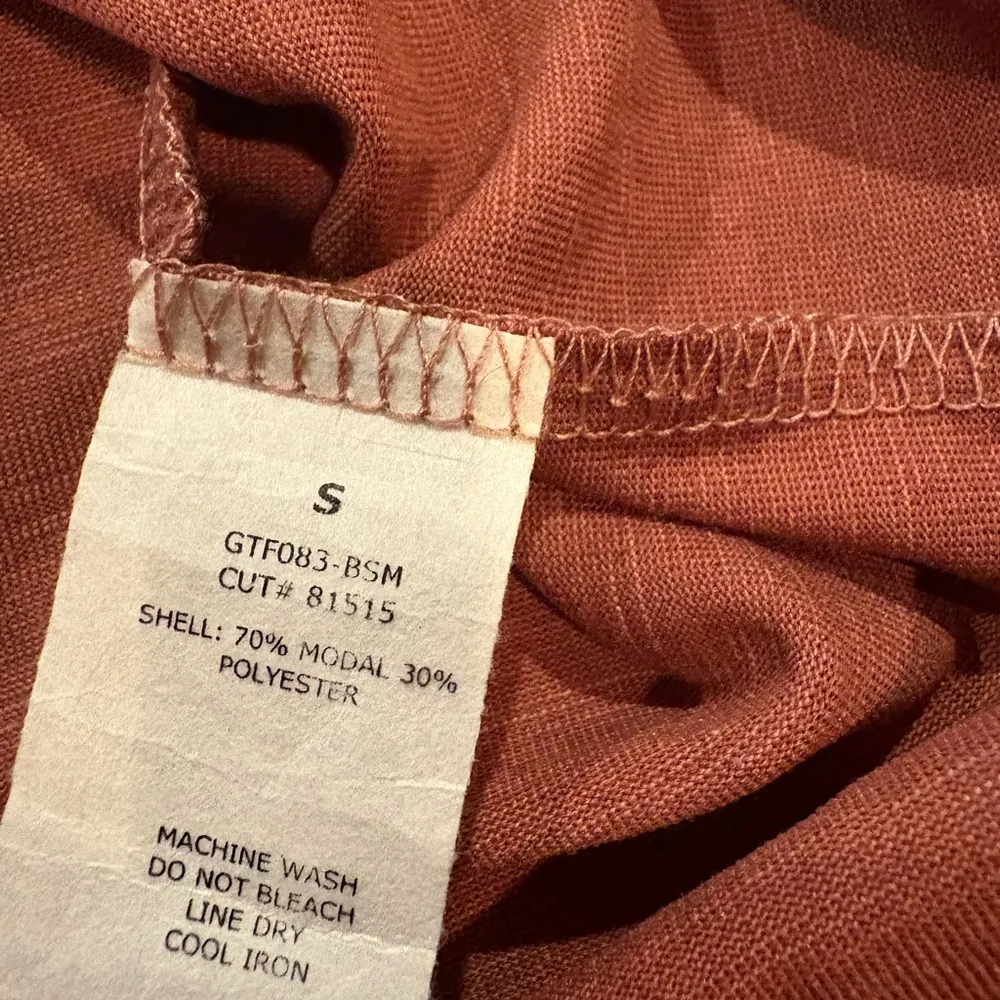 S
GTF083-BSM
CUT# 81515
SHELL: 70% MODAL 30%
POLYESTER
MACHINE WASH
DO NOT BLEACH
LINE DRY
COOL IRON